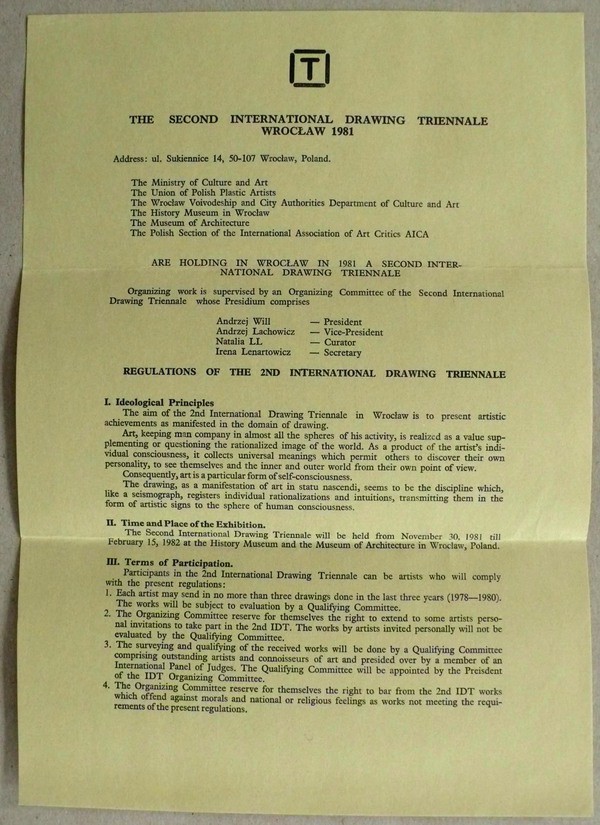 T
THE SECOND INTERNATIONAL DRAWING TRIENNALE
WROCŁAW 1981
Address: ul. Sukiennice 14, 50-107 Wrocław, Poland.
The Ministry of Culture and Art
The Union of Polish Plastic Artists
The Wrocław Voivodeship and City Authorities Department of Culture and Art
The History Museum in Wrocław
The Museum of Architecture
The Polish Section of the International Association of Art Critics AICA
ARE HOLDING IN WROCŁAW IN 1981 A SECOND INTER-
NATIONAL DRAWING TRIENNALE
Organizing work is supervised by an Organizing Committee of the Second International
Drawing Triennale whose Presidium comprises
Andrzej Will — President
Andrzej Lachowicz — Vice-President
Natalia LL — Curator
Irena Lenartowicz — Secretary
REGULATIONS OF THE 2ND INTERNATIONAL DRAWING TRIENNALE
I. Ideological Principles
The aim of the 2nd International Drawing Triennale in Wrocław is to present artistic
achievements as manifested in the domain of drawing.
Art, keeping man company in almost all the spheres of his activity, is realized as a value sup-
plementing or questioning the rationalized image of the world. As a product of the artist's indi-
vidual consciousness, it collects universal meanings which permit others to discover their own
personality, to see themselves and the inner and outer world from their own point of view.
Consequently, art is a particular form of self-consciousness.
The drawing, as a manifestation of art in statu nascendi, seems to be the discipline which,
like a seismograph, registers individual rationalizations and intuitions, transmitting them in the
form of artistic signs to the sphere of human consciousness.
II. Time and Place of the Exhibition.
The Second International Drawing Triennale will be held from November 30, 1981 till
February 15, 1982 at the History Museum and the Museum of Architecture in Wrocław, Poland.
III. Terms of Participation.
Participants in the 2nd International Drawing Triennale can be artists who will comply
with the present regulations:
1. Each artist may send in no more than three drawings done in the last three years (1978—1980).
The works will be subject to evaluation by a Qualifying Committee.
2. The Organizing Committee reserve for themselves the right to extend to some artists perso-
nal invitations to take part in the 2nd IDT. The works by artists invited personally will not be
evaluated by the Qualifying Committee.
3. The surveying and qualifying of the received works will be done by a Qualifying Committee
comprising outstanding artists and connoisseurs of art and presided over by a member of an
International Panel of Judges. The Qualifying Committee will be appointed by the Preisdent
of the IDT Organizing Committee.
4. The Organizing Committee reserve for themselves the right to bar from the 2nd IDT works
which offend against morals and national or religious feelings as works not meeting the requi-
rements of the present regulations.